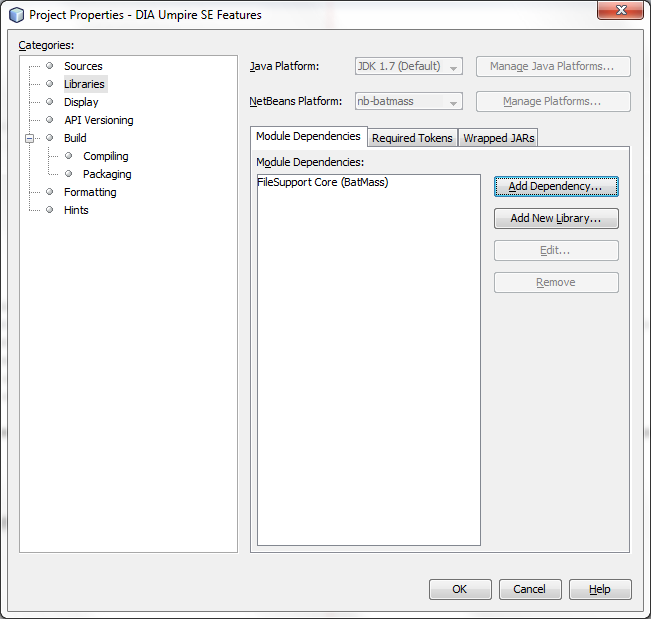 Project Properties - DIA Umpire SE Features
Categories:
Sources
Libraries
Display
API Versioning
Build
Compiling
Packaging
Formatting
Hints
Java Platform:
JDK 1.7 (Default)
Manage Java Platforms...
NetBeans Platform:
nb-batmass
Manage Platforms...
Module Dependencies
Required Tokens
Wrapped JARs
Module Dependencies:
FileSupport Core (BatMass)
Add Dependency...
Add New Library...
Edit...
Remove
OK
Cancel
Help